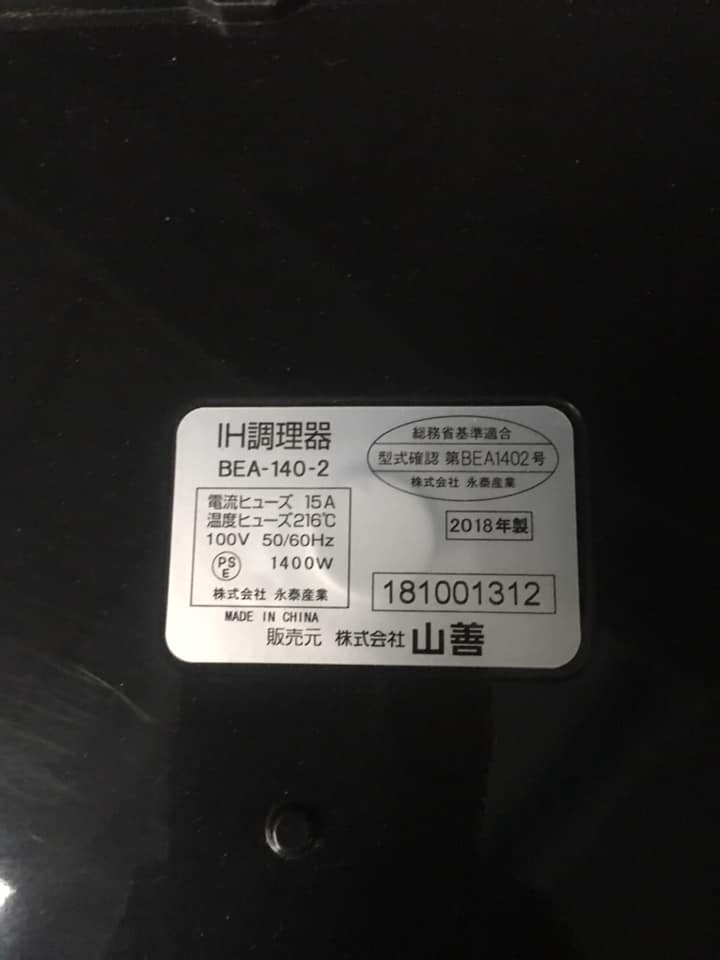 IH調理器
BEA-140-2
電流ヒューズ 15A
温度ヒューズ216℃
100V 50/60Hz
PS
E
1400W
株式会社 永泰産業
MADE IN CHINA
総務省基準適合
型式確認 第BEA1402号
株式会社 永泰産業
2018年製
181001312
販売元 株式会社 山善